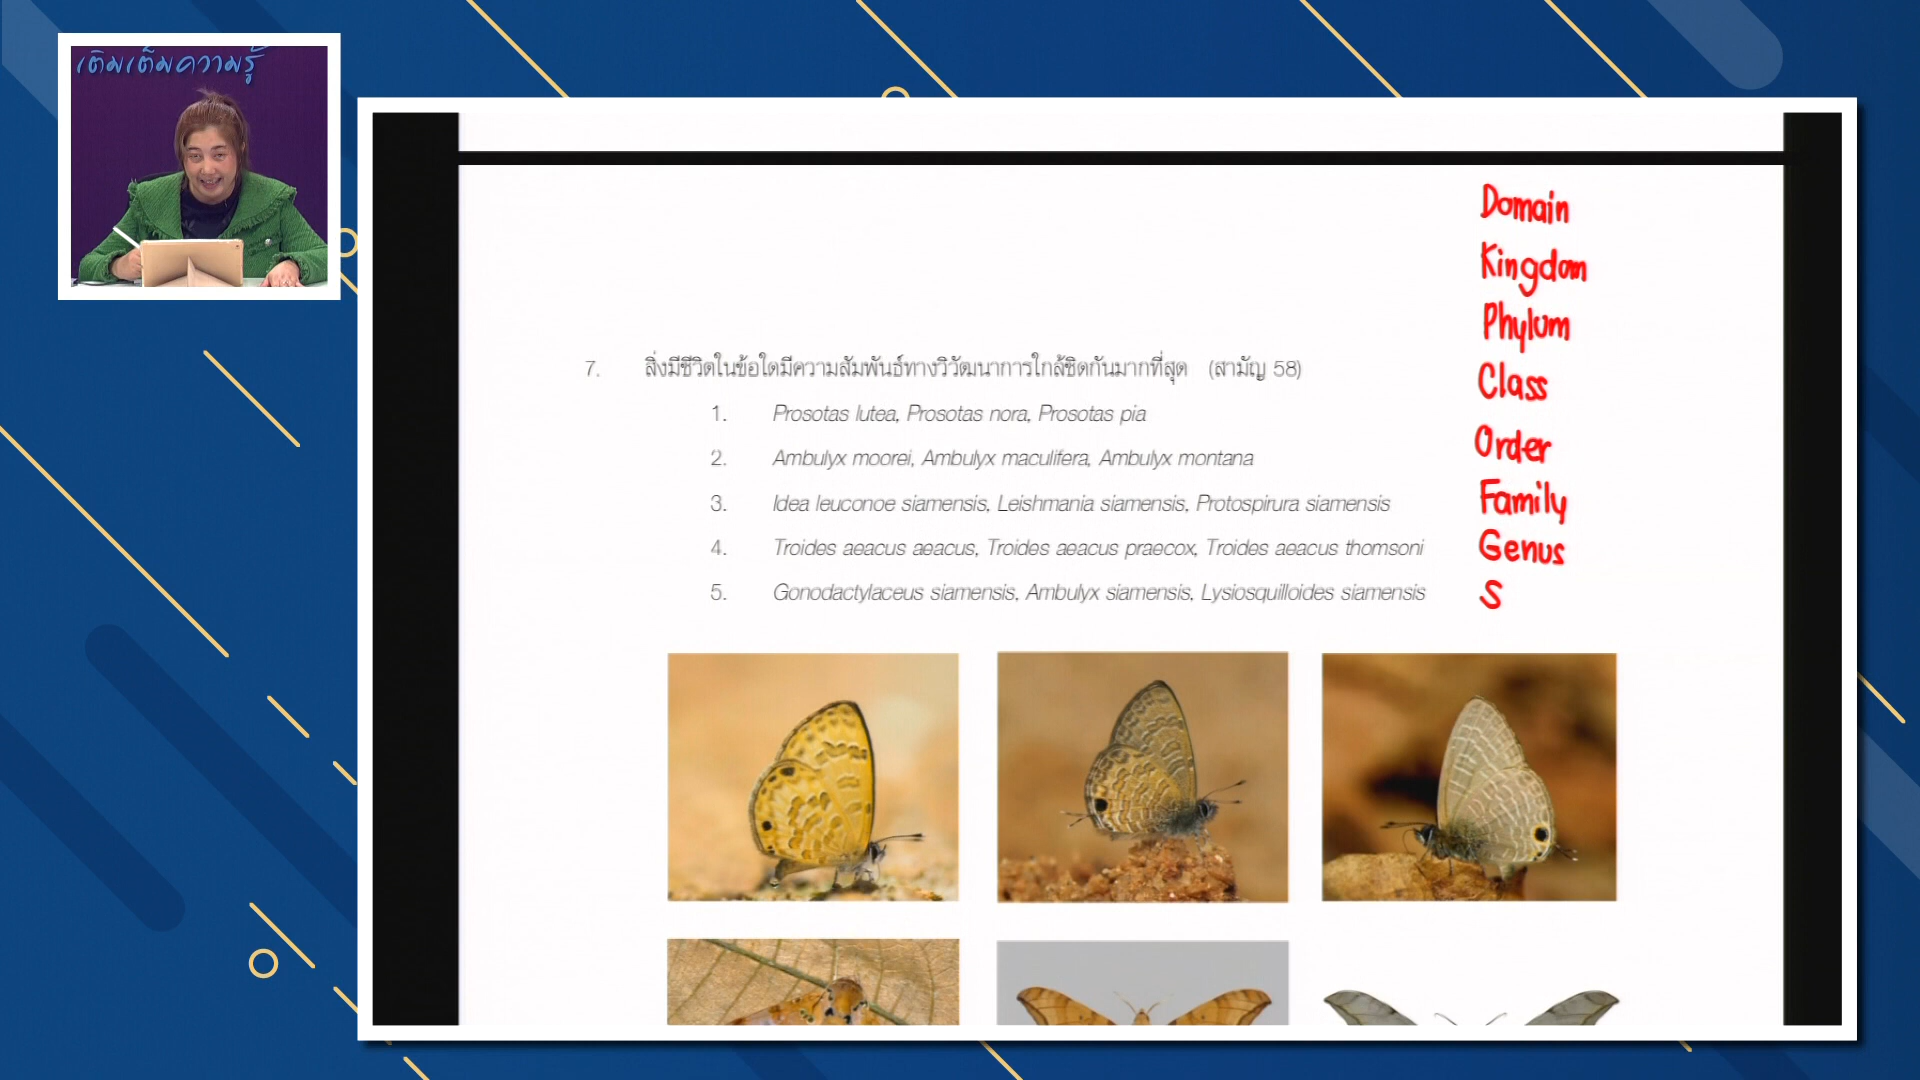 เติมเต็มความรู้
Domain
Kingdom
Phylum
Class
Order
Family
Genus
S
7. สิ่งมีชีวิตในข้อใดมีความสัมพันธ์ทางวิวัฒนาการใกล้ชิดกันมากที่สุด (สามัญ 58)
1. Prosotas lutea, Prosotas nora, Prosotas pia
2. Ambulyx moorei, Ambulyx maculifera, Ambulyx montana
3. Idea leuconoe siamensis, Leishmania siamensis, Protospirura siamensis
4. Troides aeacus aeacus, Troides aeacus praecox, Troides aeacus thomsoni
5. Gonodactylaceus siamensis, Ambulyx siamensis, Lysiosquilloides siamensis